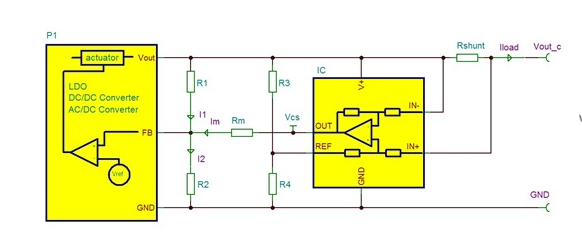 P1
Rshunt
Iload
Vout_c
actuator
Vout
R1
R3
IC
V+
LDO
DC/DC Converter
AC/DC Converter
I1
Im
Rm
Vcs
IN-
FB
OUT
I2
REF
IN+
Vref
R2
R4
GND
GND
GND